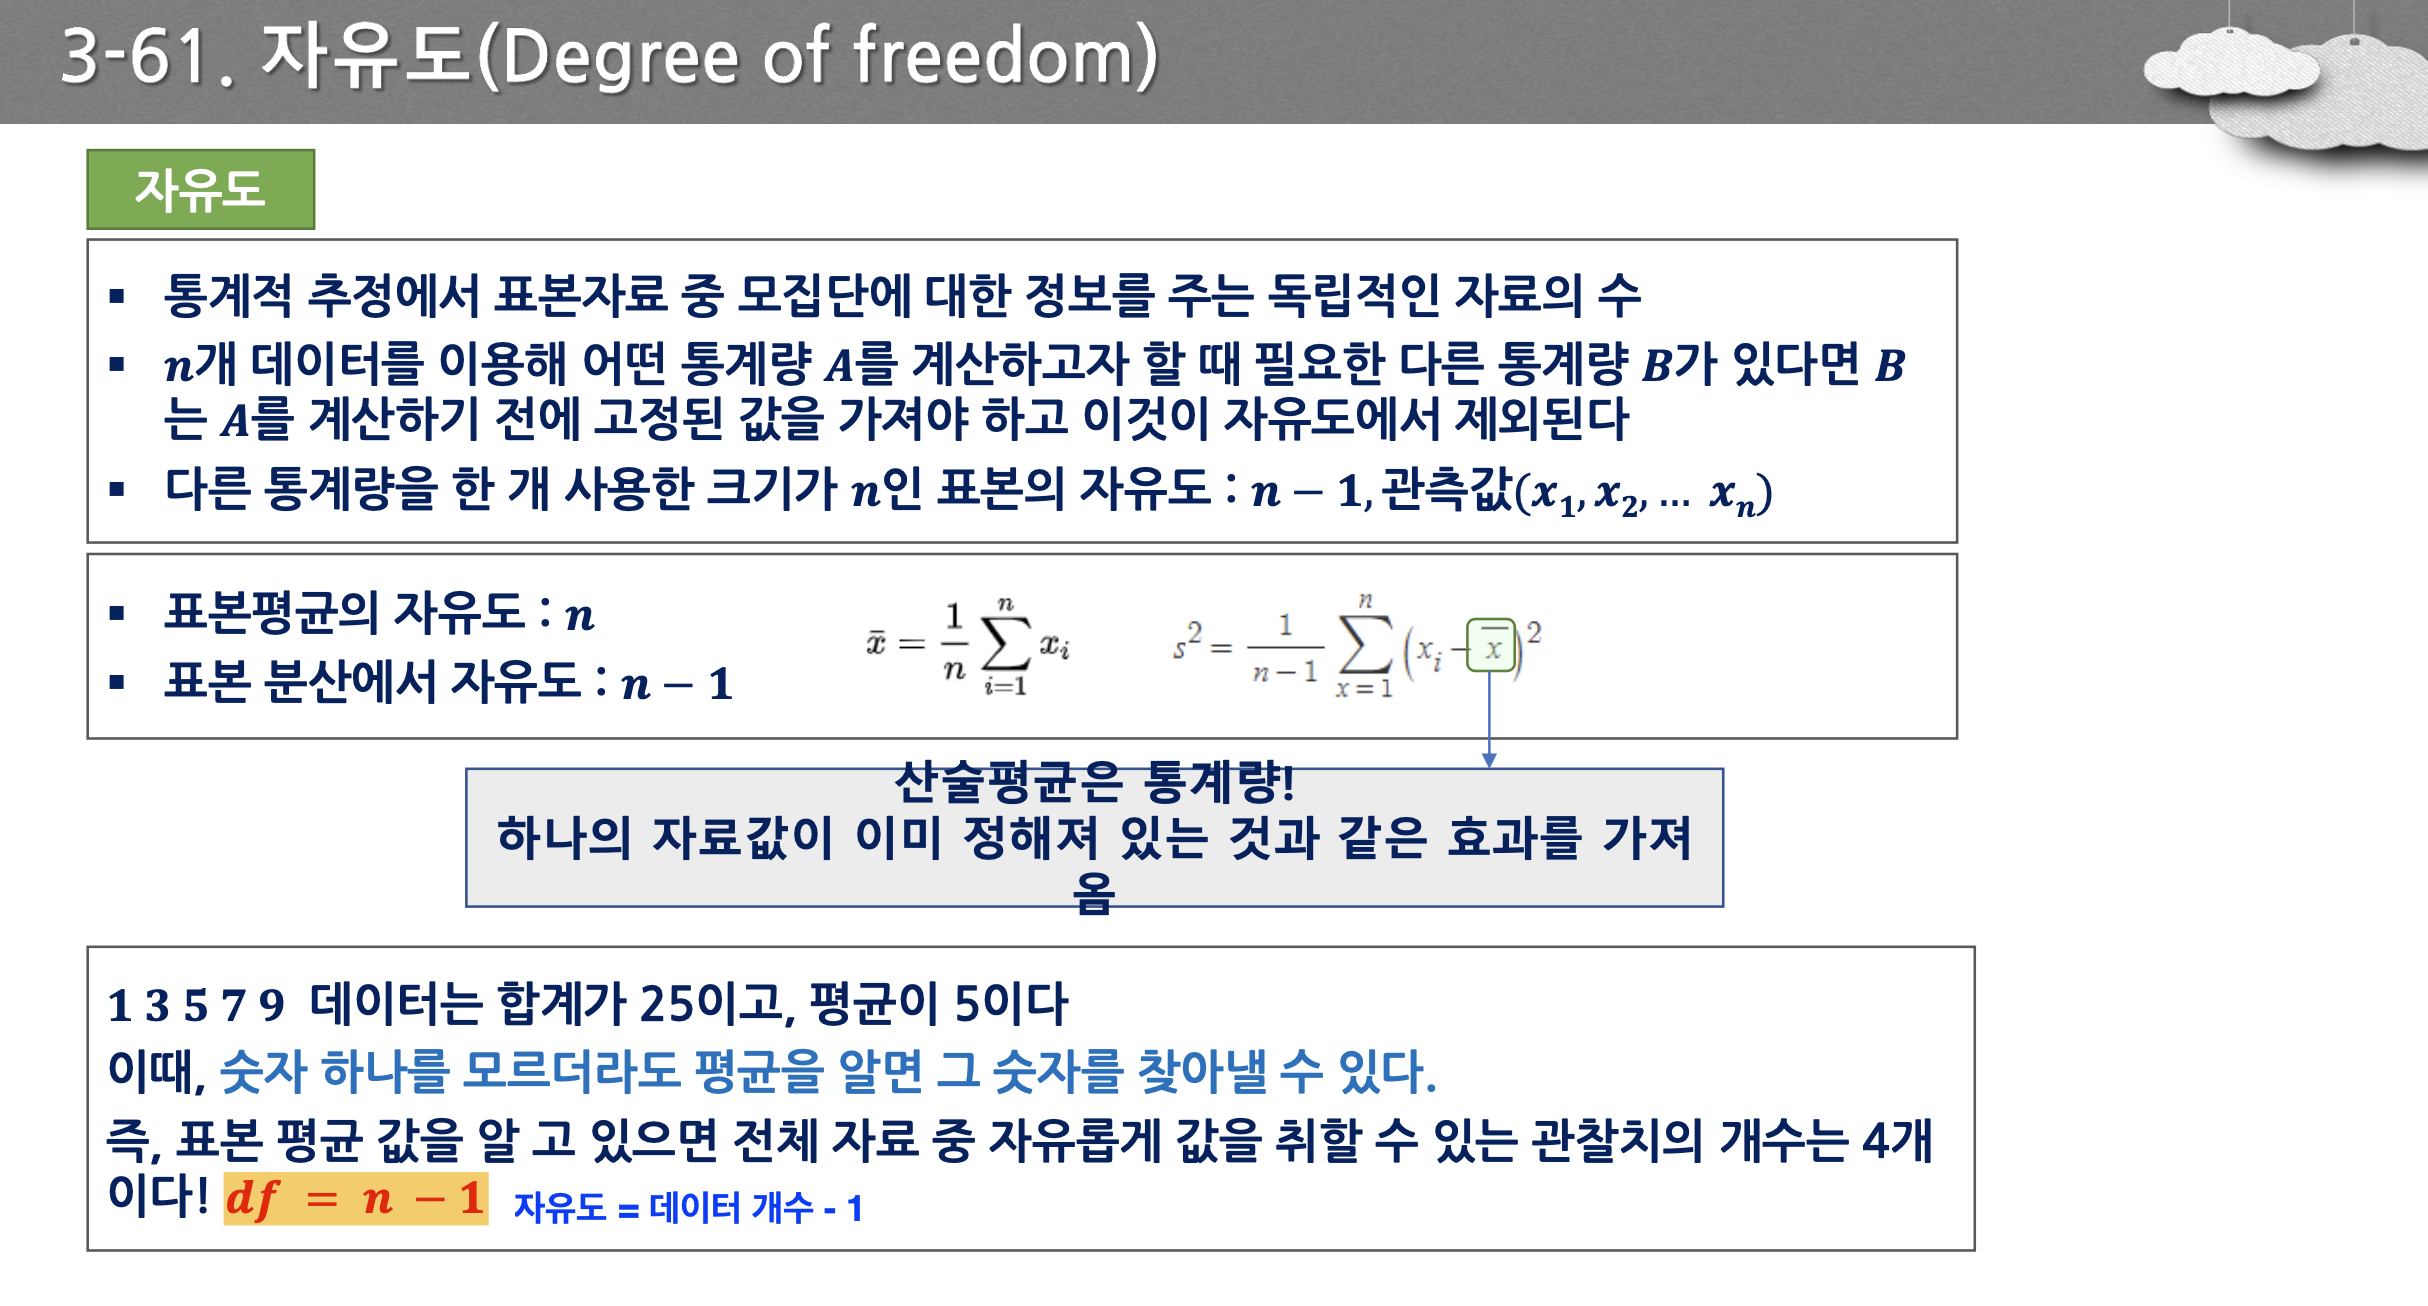 3-61. 자유도(Degree of freedom)
자유도
▪ 통계적 추정에서 표본자료 중 모집단에 대한 정보를 주는 독립적인 자료의 수
▪ n개 데이터를 이용해 어떤 통계량 A를 계산하고자 할 때 필요한 다른 통계량 B가 있다면 B
는 A를 계산하기 전에 고정된 값을 가져야 하고 이것이 자유도에서 제외된다
▪ 다른 통계량을 한 개 사용한 크기가 n인 표본의 자유도 : n − 1, 관측값(x₁, x₂, … xₙ)
▪ 표본평균의 자유도 : n
▪ 표본 분산에서 자유도 : n − 1
x̄ = 1/n ∑_{i=1}^{n} xᵢ
s² = 1/(n − 1) ∑_{x=1}^{n} (xᵢ − x̄)²
산술평균은 통계량!
하나의 자료값이 이미 정해져 있는 것과 같은 효과를 가져
옴
1 3 5 7 9 데이터는 합계가 25이고, 평균이 5이다
이때, 숫자 하나를 모르더라도 평균을 알면 그 숫자를 찾아낼 수 있다.
즉, 표본 평균 값을 알 고 있으면 전체 자료 중 자유롭게 값을 취할 수 있는 관찰치의 개수는 4개
이다! df = n − 1 자유도 = 데이터 개수 - 1